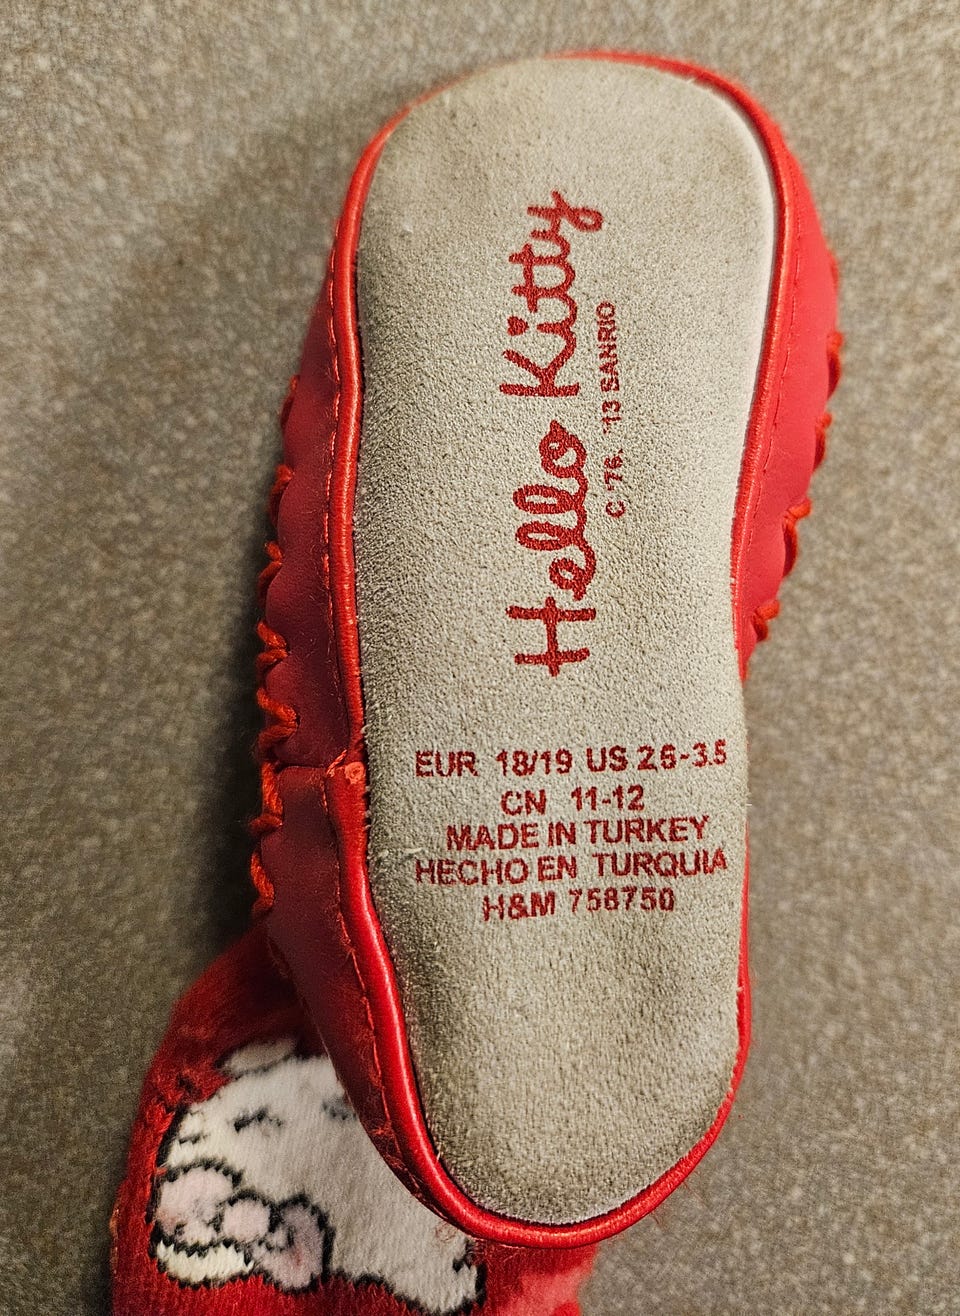 Hello Kitty
C '76. '13 SANRIO
EUR 18/19 US 2.5-3.5
CN 11-12
MADE IN TURKEY
HECHO EN TURQUIA
H&M 758750